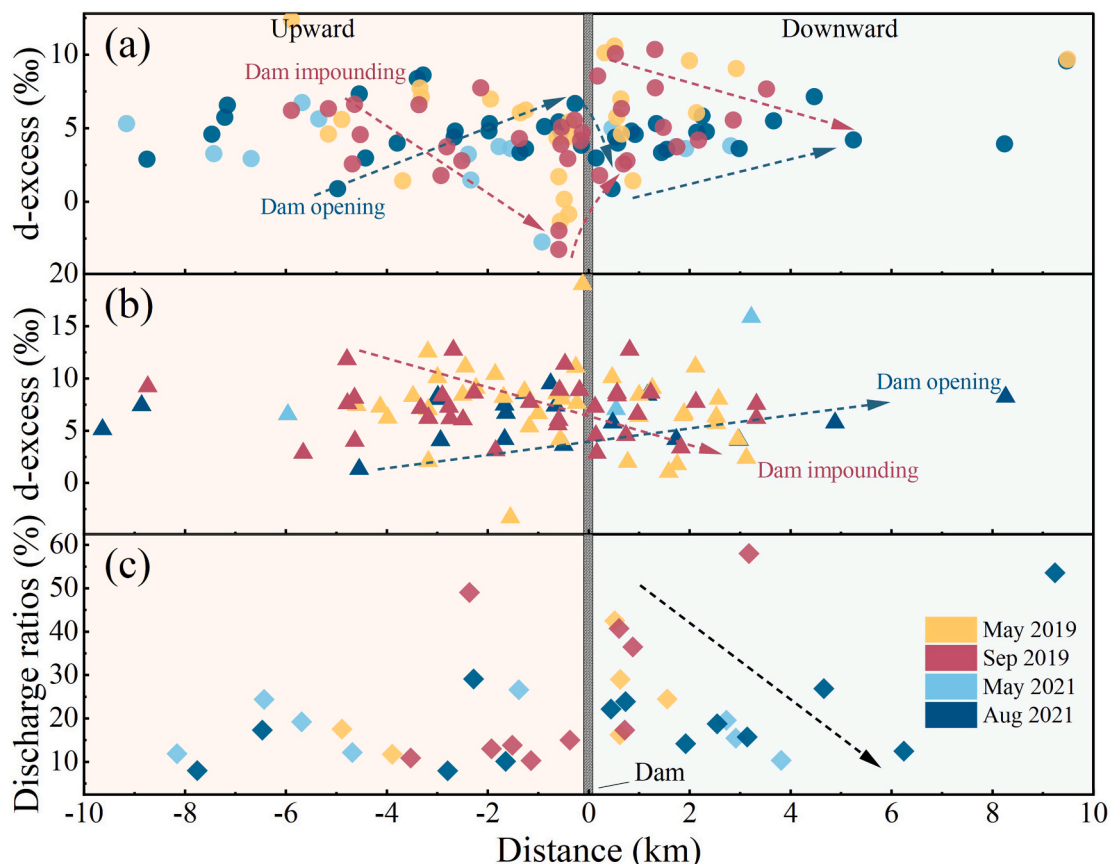 (a)
Upward
Downward
Dam impounding
Dam opening
d-excess (‰)
10
5
0
20
(b)
Dam opening
Dam impounding
d-excess (‰)
15
10
5
0
60
(c)
Discharge ratios (%)
50
40
30
20
10
May 2019
Sep 2019
May 2021
Aug 2021
Dam
-10 -8 -6 -4 -2 0 2 4 6 8 10
Distance (km)